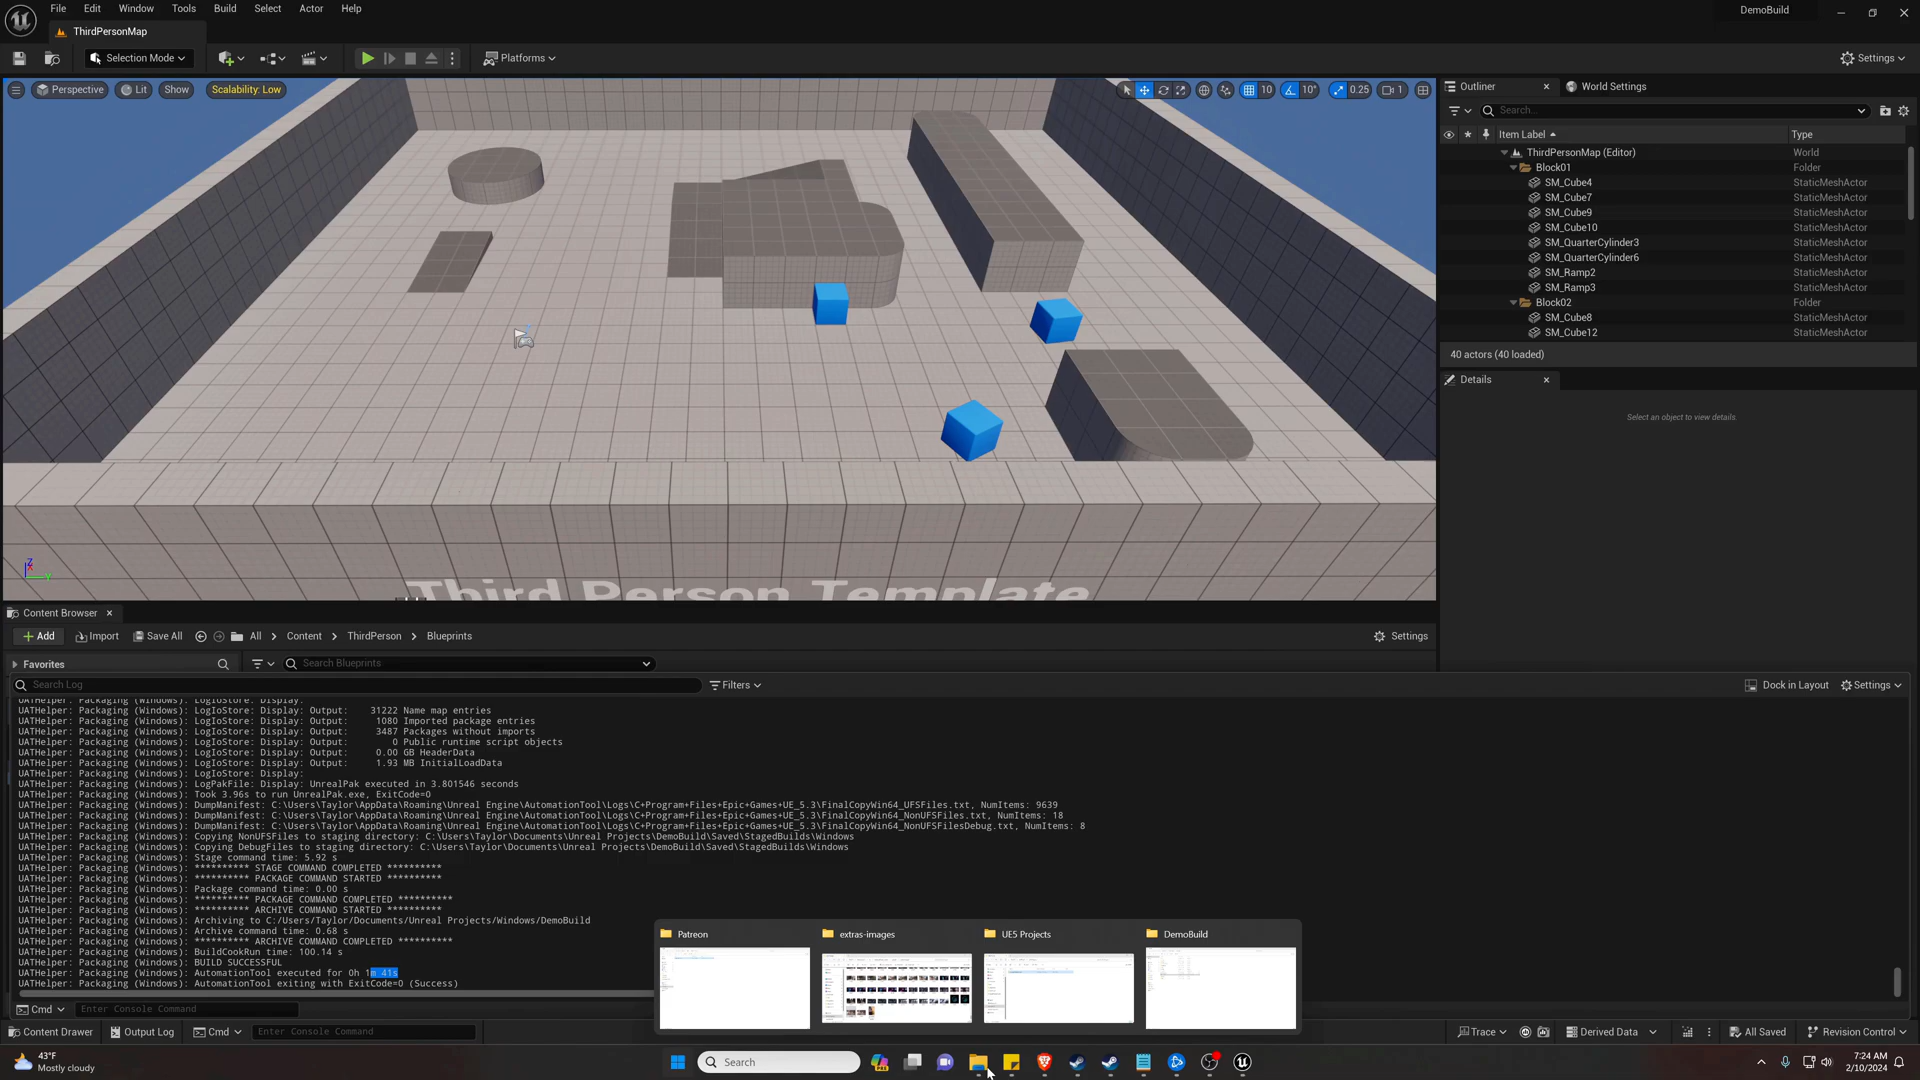 File Edit Window Tools Build Select Actor Help
DemoBuild
ThirdPersonMap
Selection Mode
Platforms
Settings
Perspective Lit Show Scalability: Low
10 10° 0.25 1
Outliner World Settings
Search...
Item Label Type
ThirdPersonMap (Editor) World
Block01 Folder
SM_Cube4 StaticMeshActor
SM_Cube7 StaticMeshActor
SM_Cube9 StaticMeshActor
SM_Cube10 StaticMeshActor
SM_QuarterCylinder3 StaticMeshActor
SM_QuarterCylinder6 StaticMeshActor
SM_Ramp2 StaticMeshActor
SM_Ramp3 StaticMeshActor
Block02 Folder
SM_Cube8 StaticMeshActor
SM_Cube12 StaticMeshActor
40 actors (40 loaded)
Details
Select an object to view details.
Third Person Template
Content Browser
Add Import Save All All Content ThirdPerson Blueprints Settings
Favorites Search Blueprints
Search Log Filters Dock in Layout Settings
UATHelper: Packaging (Windows): LogIoStore: Display:
UATHelper: Packaging (Windows): LogIoStore: Display: Output: 31222 Name map entries
UATHelper: Packaging (Windows): LogIoStore: Display: Output: 1080 Imported package entries
UATHelper: Packaging (Windows): LogIoStore: Display: Output: 3487 Packages without imports
UATHelper: Packaging (Windows): LogIoStore: Display: Output: 0 Public runtime script objects
UATHelper: Packaging (Windows): LogIoStore: Display: Output: 0.00 GB HeaderData
UATHelper: Packaging (Windows): LogIoStore: Display: Output: 1.93 MB InitialLoadData
UATHelper: Packaging (Windows): LogIoStore: Display:
UATHelper: Packaging (Windows): LogPakFile: Display: UnrealPak executed in 3.801546 seconds
UATHelper: Packaging (Windows): Took 3.96s to run UnrealPak.exe, ExitCode=0
UATHelper: Packaging (Windows): DumpManifest: C:\Users\Taylor\AppData\Roaming\Unreal Engine\AutomationTool\Logs\C+Program+Files+Epic+Games+UE_5.3\FinalCopyWin64_UFSFiles.txt, NumItems: 9639
UATHelper: Packaging (Windows): DumpManifest: C:\Users\Taylor\AppData\Roaming\Unreal Engine\AutomationTool\Logs\C+Program+Files+Epic+Games+UE_5.3\FinalCopyWin64_NonUFSFiles.txt, NumItems: 18
UATHelper: Packaging (Windows): DumpManifest: C:\Users\Taylor\AppData\Roaming\Unreal Engine\AutomationTool\Logs\C+Program+Files+Epic+Games+UE_5.3\FinalCopyWin64_NonUFSFilesDebug.txt, NumItems: 8
UATHelper: Packaging (Windows): Copying NonUFSFiles to staging directory: C:\Users\Taylor\Documents\Unreal Projects\DemoBuild\Saved\StagedBuilds\Windows
UATHelper: Packaging (Windows): Copying DebugFiles to staging directory: C:\Users\Taylor\Documents\Unreal Projects\DemoBuild\Saved\StagedBuilds\Windows
UATHelper: Packaging (Windows): Stage command time: 5.92 s
UATHelper: Packaging (Windows): ********** STAGE COMMAND COMPLETED **********
UATHelper: Packaging (Windows): ********** PACKAGE COMMAND STARTED **********
UATHelper: Packaging (Windows): Package command time: 0.00 s
UATHelper: Packaging (Windows): ********** PACKAGE COMMAND COMPLETED **********
UATHelper: Packaging (Windows): ********** ARCHIVE COMMAND STARTED **********
UATHelper: Packaging (Windows): Archiving to C:/Users/Taylor/Documents/Unreal Projects/Windows/DemoBuild
UATHelper: Packaging (Windows): Archive command time: 0.68 s
UATHelper: Packaging (Windows): ********** ARCHIVE COMMAND COMPLETED **********
UATHelper: Packaging (Windows): BuildCookRun time: 100.14 s
UATHelper: Packaging (Windows): BUILD SUCCESSFUL
UATHelper: Packaging (Windows): AutomationTool executed for 0h 1m 41s
UATHelper: Packaging (Windows): AutomationTool exiting with ExitCode=0 (Success)
Patreon extras-images UE5 Projects DemoBuild
Cmd Enter Console Command
Content Drawer Output Log Cmd Enter Console Command Trace Derived Data All Saved Revision Control
43°F
Mostly cloudy
Search
7:24 AM
2/10/2024